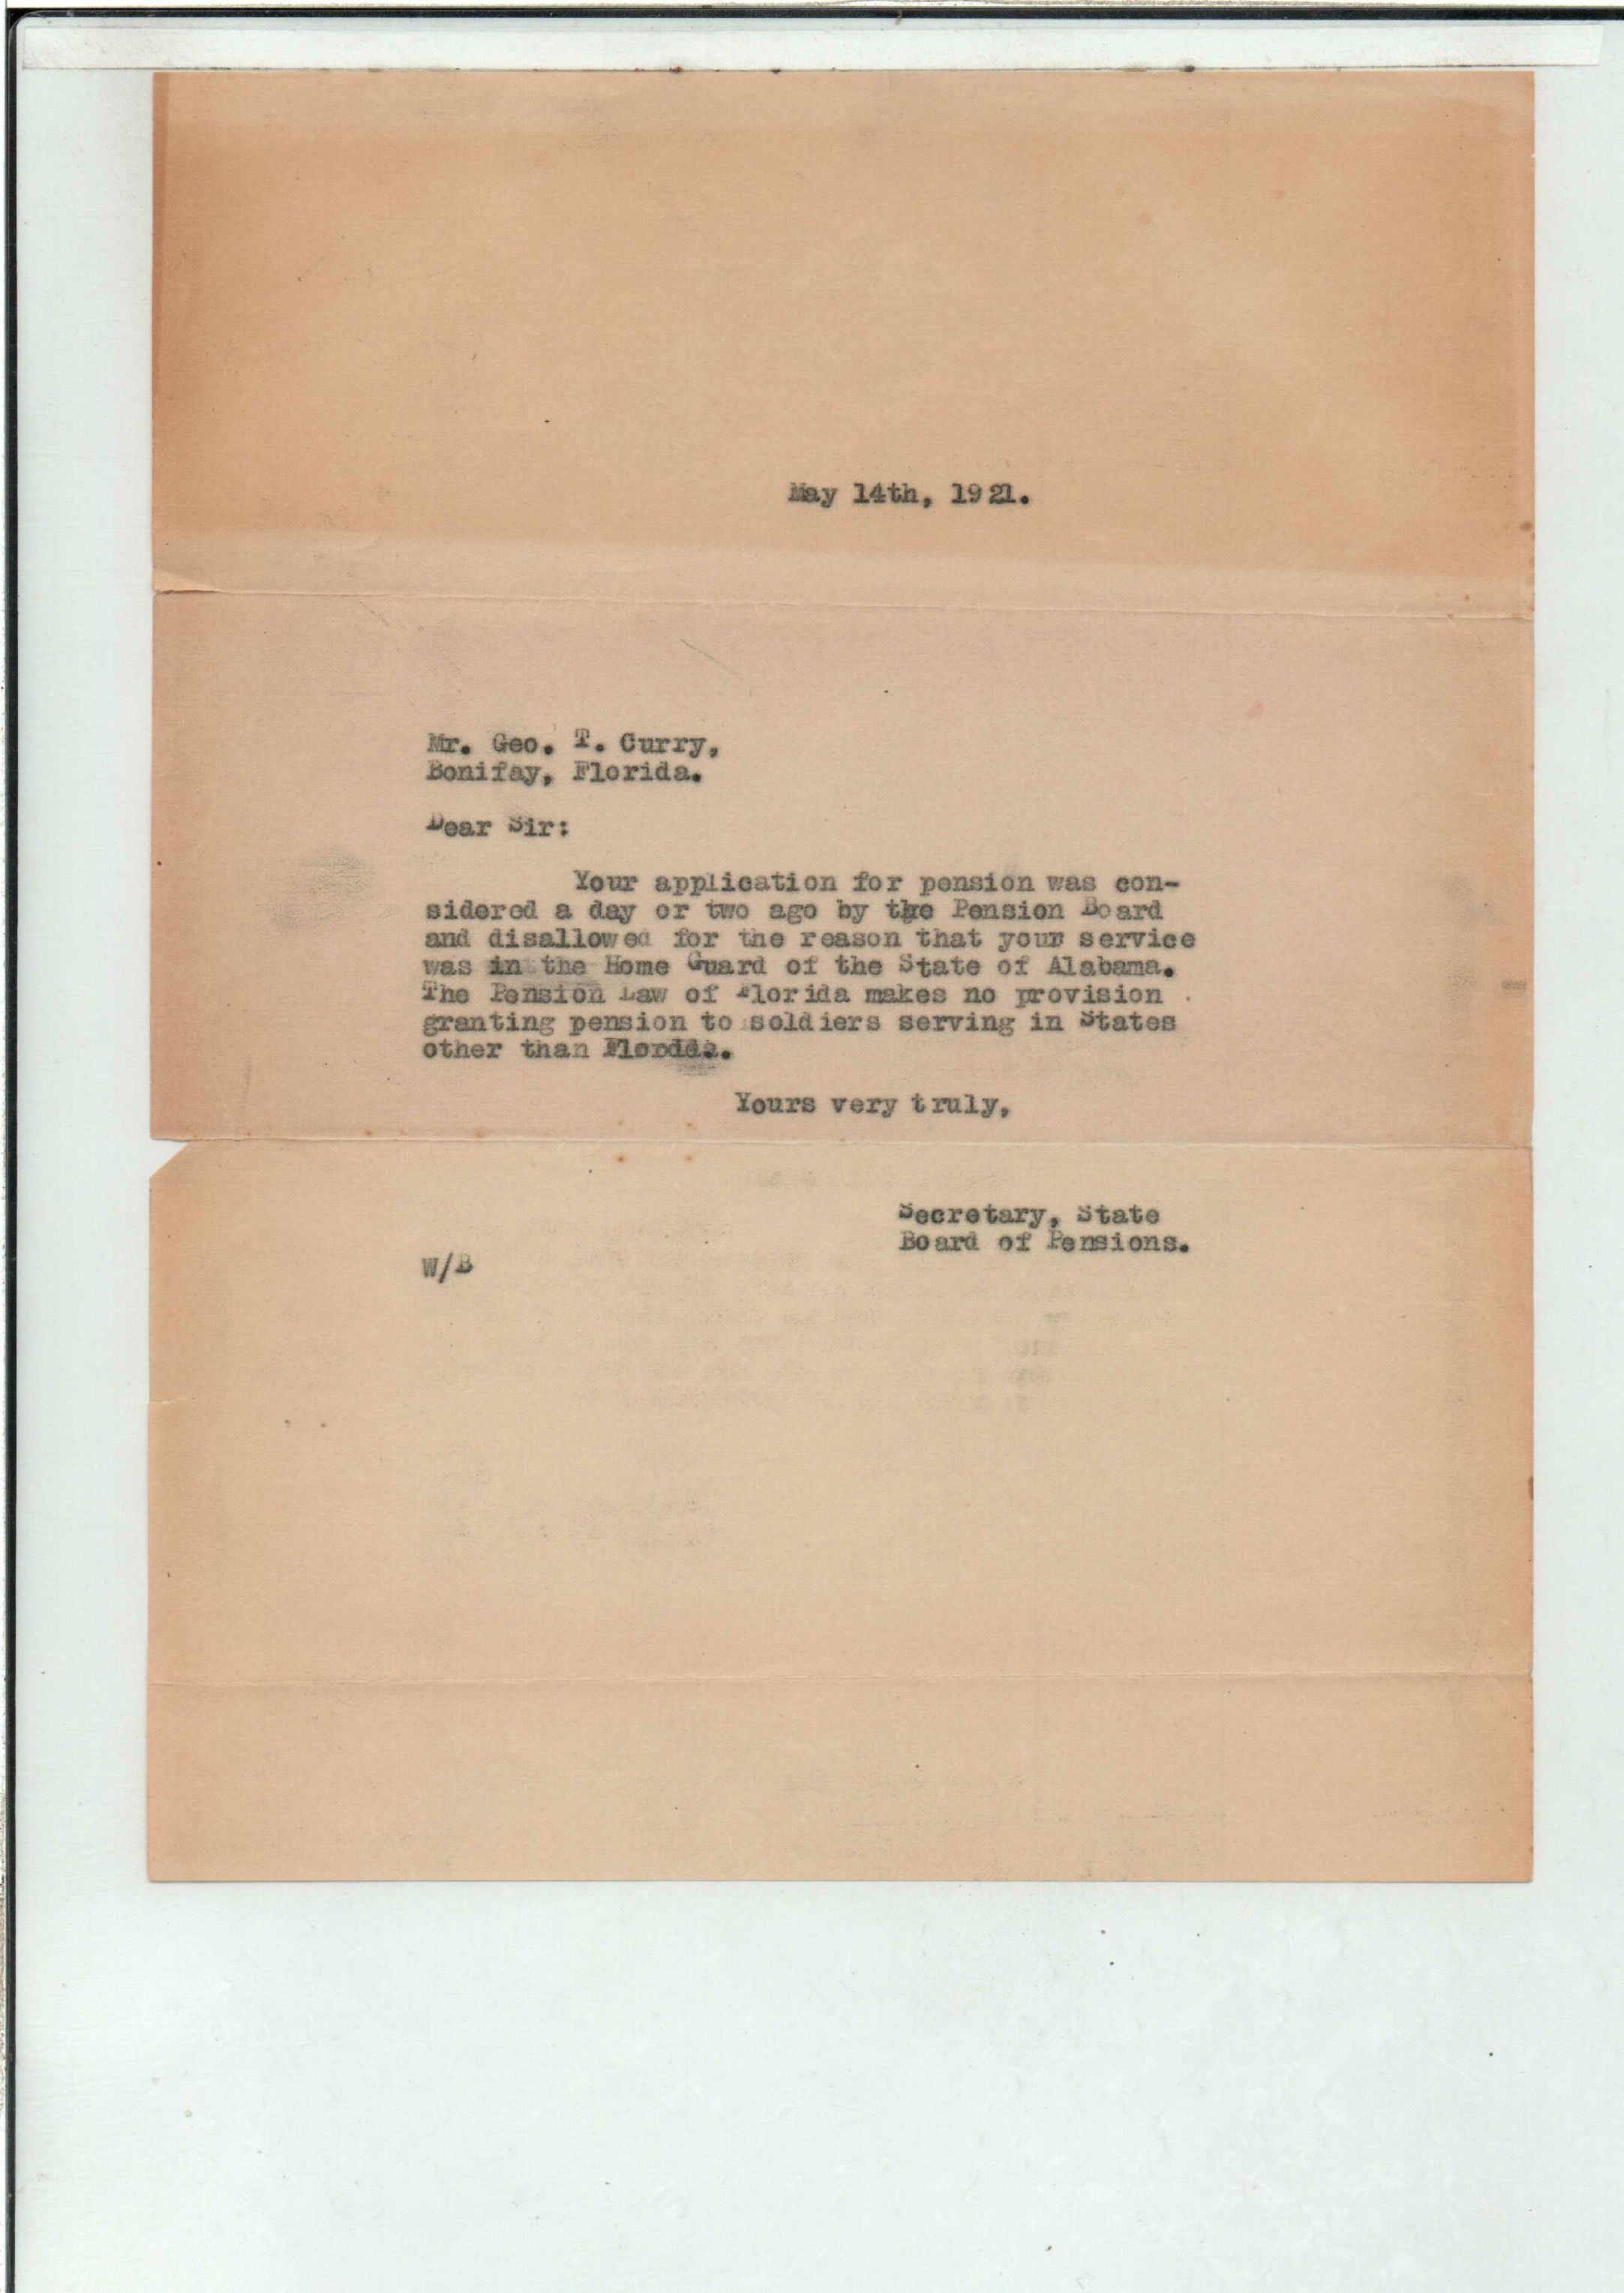 May 14th, 1921.
Mr. Geo. T. Curry,
Bonifay, Florida.
Dear Sir:
Your application for pension was con-
sidered a day or two ago by the Pension Board
and disallowed for the reason that your service
was in the Home Guard of the State of Alabama.
The Pension Law of Florida makes no provision
granting pension to soldiers serving in States
other than Florida.
Yours very truly,
Secretary, State
Board of Pensions.
W/B